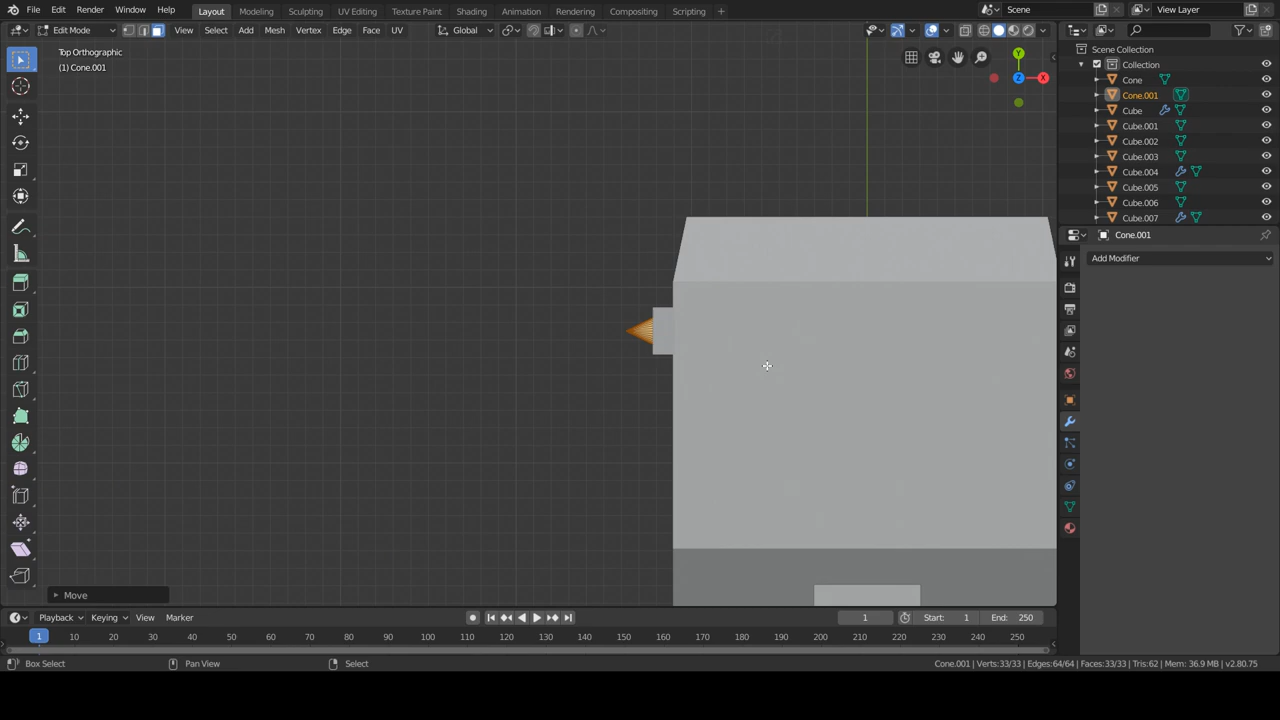 File Edit Render Window Help Layout Modeling Sculpting UV Editing Texture Paint Shading Animation Rendering Compositing Scripting Scene View Layer
Edit Mode View Select Add Mesh Vertex Edge Face UV Global
Top Orthographic
(1) Cone.001
Y
Z X
Scene Collection
Collection
Cone
Cone.001
Cube
Cube.001
Cube.002
Cube.003
Cube.004
Cube.005
Cube.006
Cube.007
Cone.001
Add Modifier
Move
Playback Keying View Marker 1 Start: 1 End: 250
1 10 20 30 40 50 60 70 80 90 100 110 120 130 140 150 160 170 180 190 200 210 220 230 240 250
Box Select Pan View Select Cone.001 | Verts:33/33 | Edges:64/64 | Faces:33/33 | Tris:62 | Mem: 36.9 MB | v2.80.75